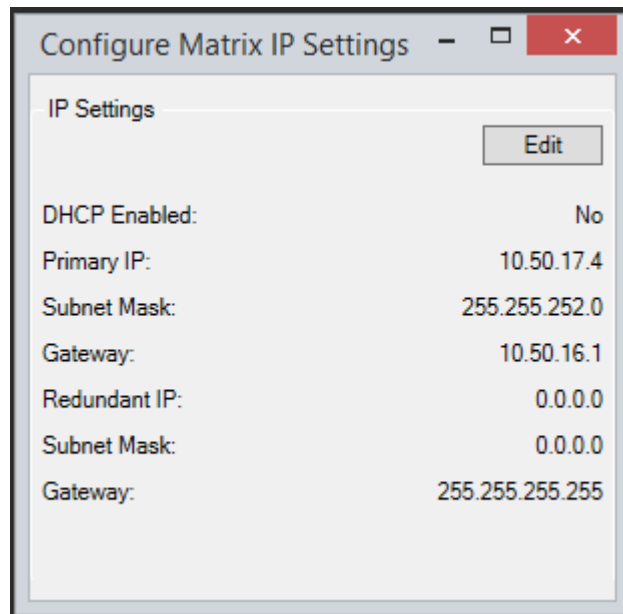 Configure Matrix IP Settings
IP Settings
Edit
DHCP Enabled: No
Primary IP: 10.50.17.4
Subnet Mask: 255.255.252.0
Gateway: 10.50.16.1
Redundant IP: 0.0.0.0
Subnet Mask: 0.0.0.0
Gateway: 255.255.255.255